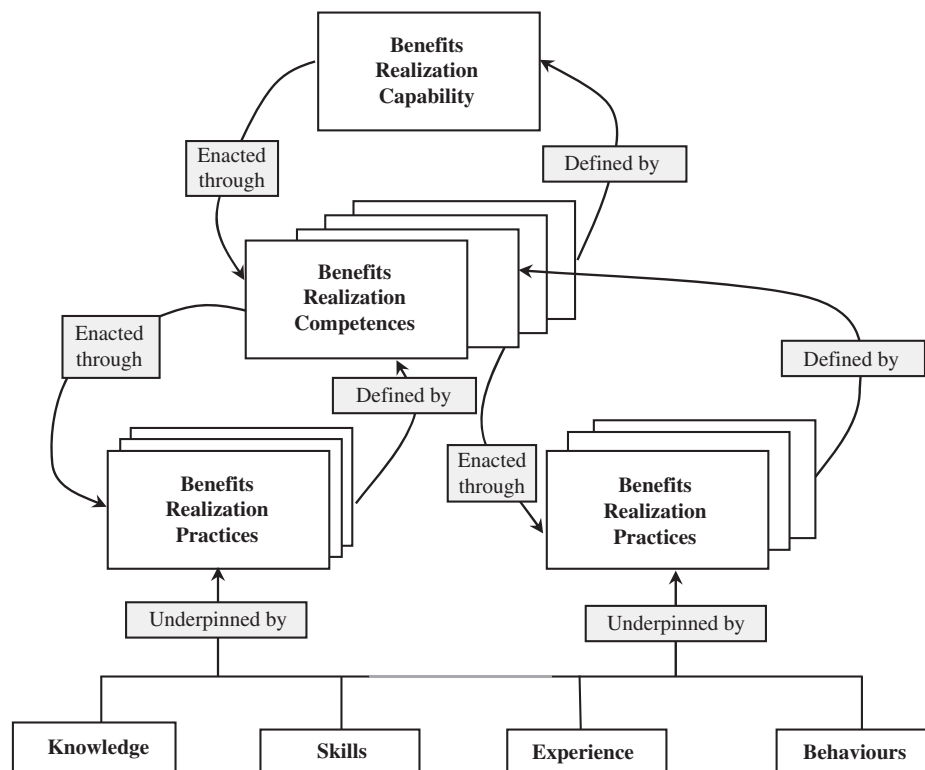 Benefits
Realization
Capability
Enacted
through
Defined by
Benefits
Realization
Competences
Enacted
through
Defined by
Defined by
Enacted
through
Benefits
Realization
Practices
Benefits
Realization
Practices
Underpinned by
Underpinned by
Knowledge
Skills
Experience
Behaviours